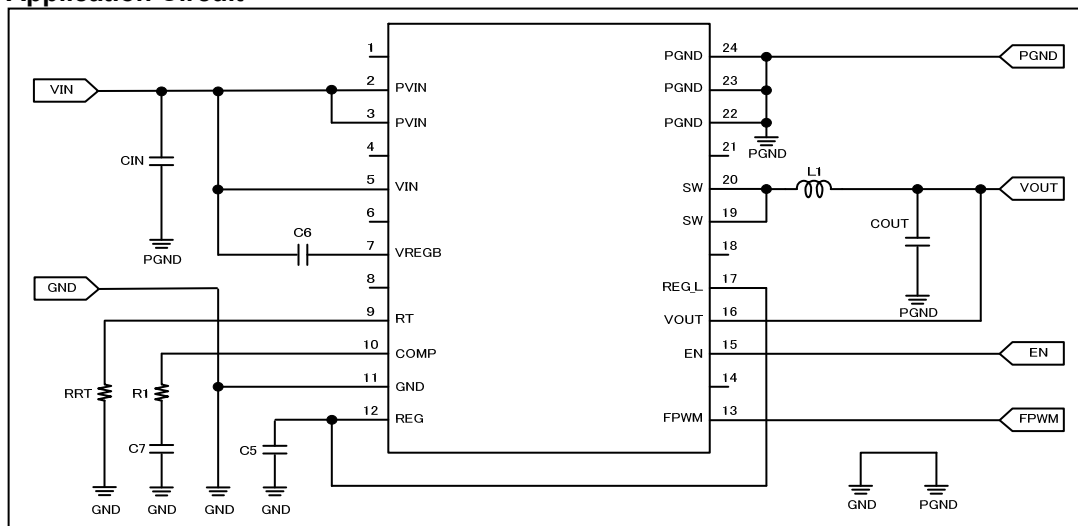 Application Circuit
1
24
PGND
PGND
VIN
2
PVIN
PGND
23
3
PVIN
PGND
22
CIN
4
21
PGND
L1
5
VIN
SW
20
VOUT
6
SW
19
COUT
C6
7
VREGB
18
PGND
GND
8
REG_L
17
PGND
9
RT
VOUT
16
10
COMP
EN
15
EN
RRT
R1
11
GND
14
12
REG
FPWM
13
FPWM
C7
C5
GND
GND
GND
GND
GND
PGND